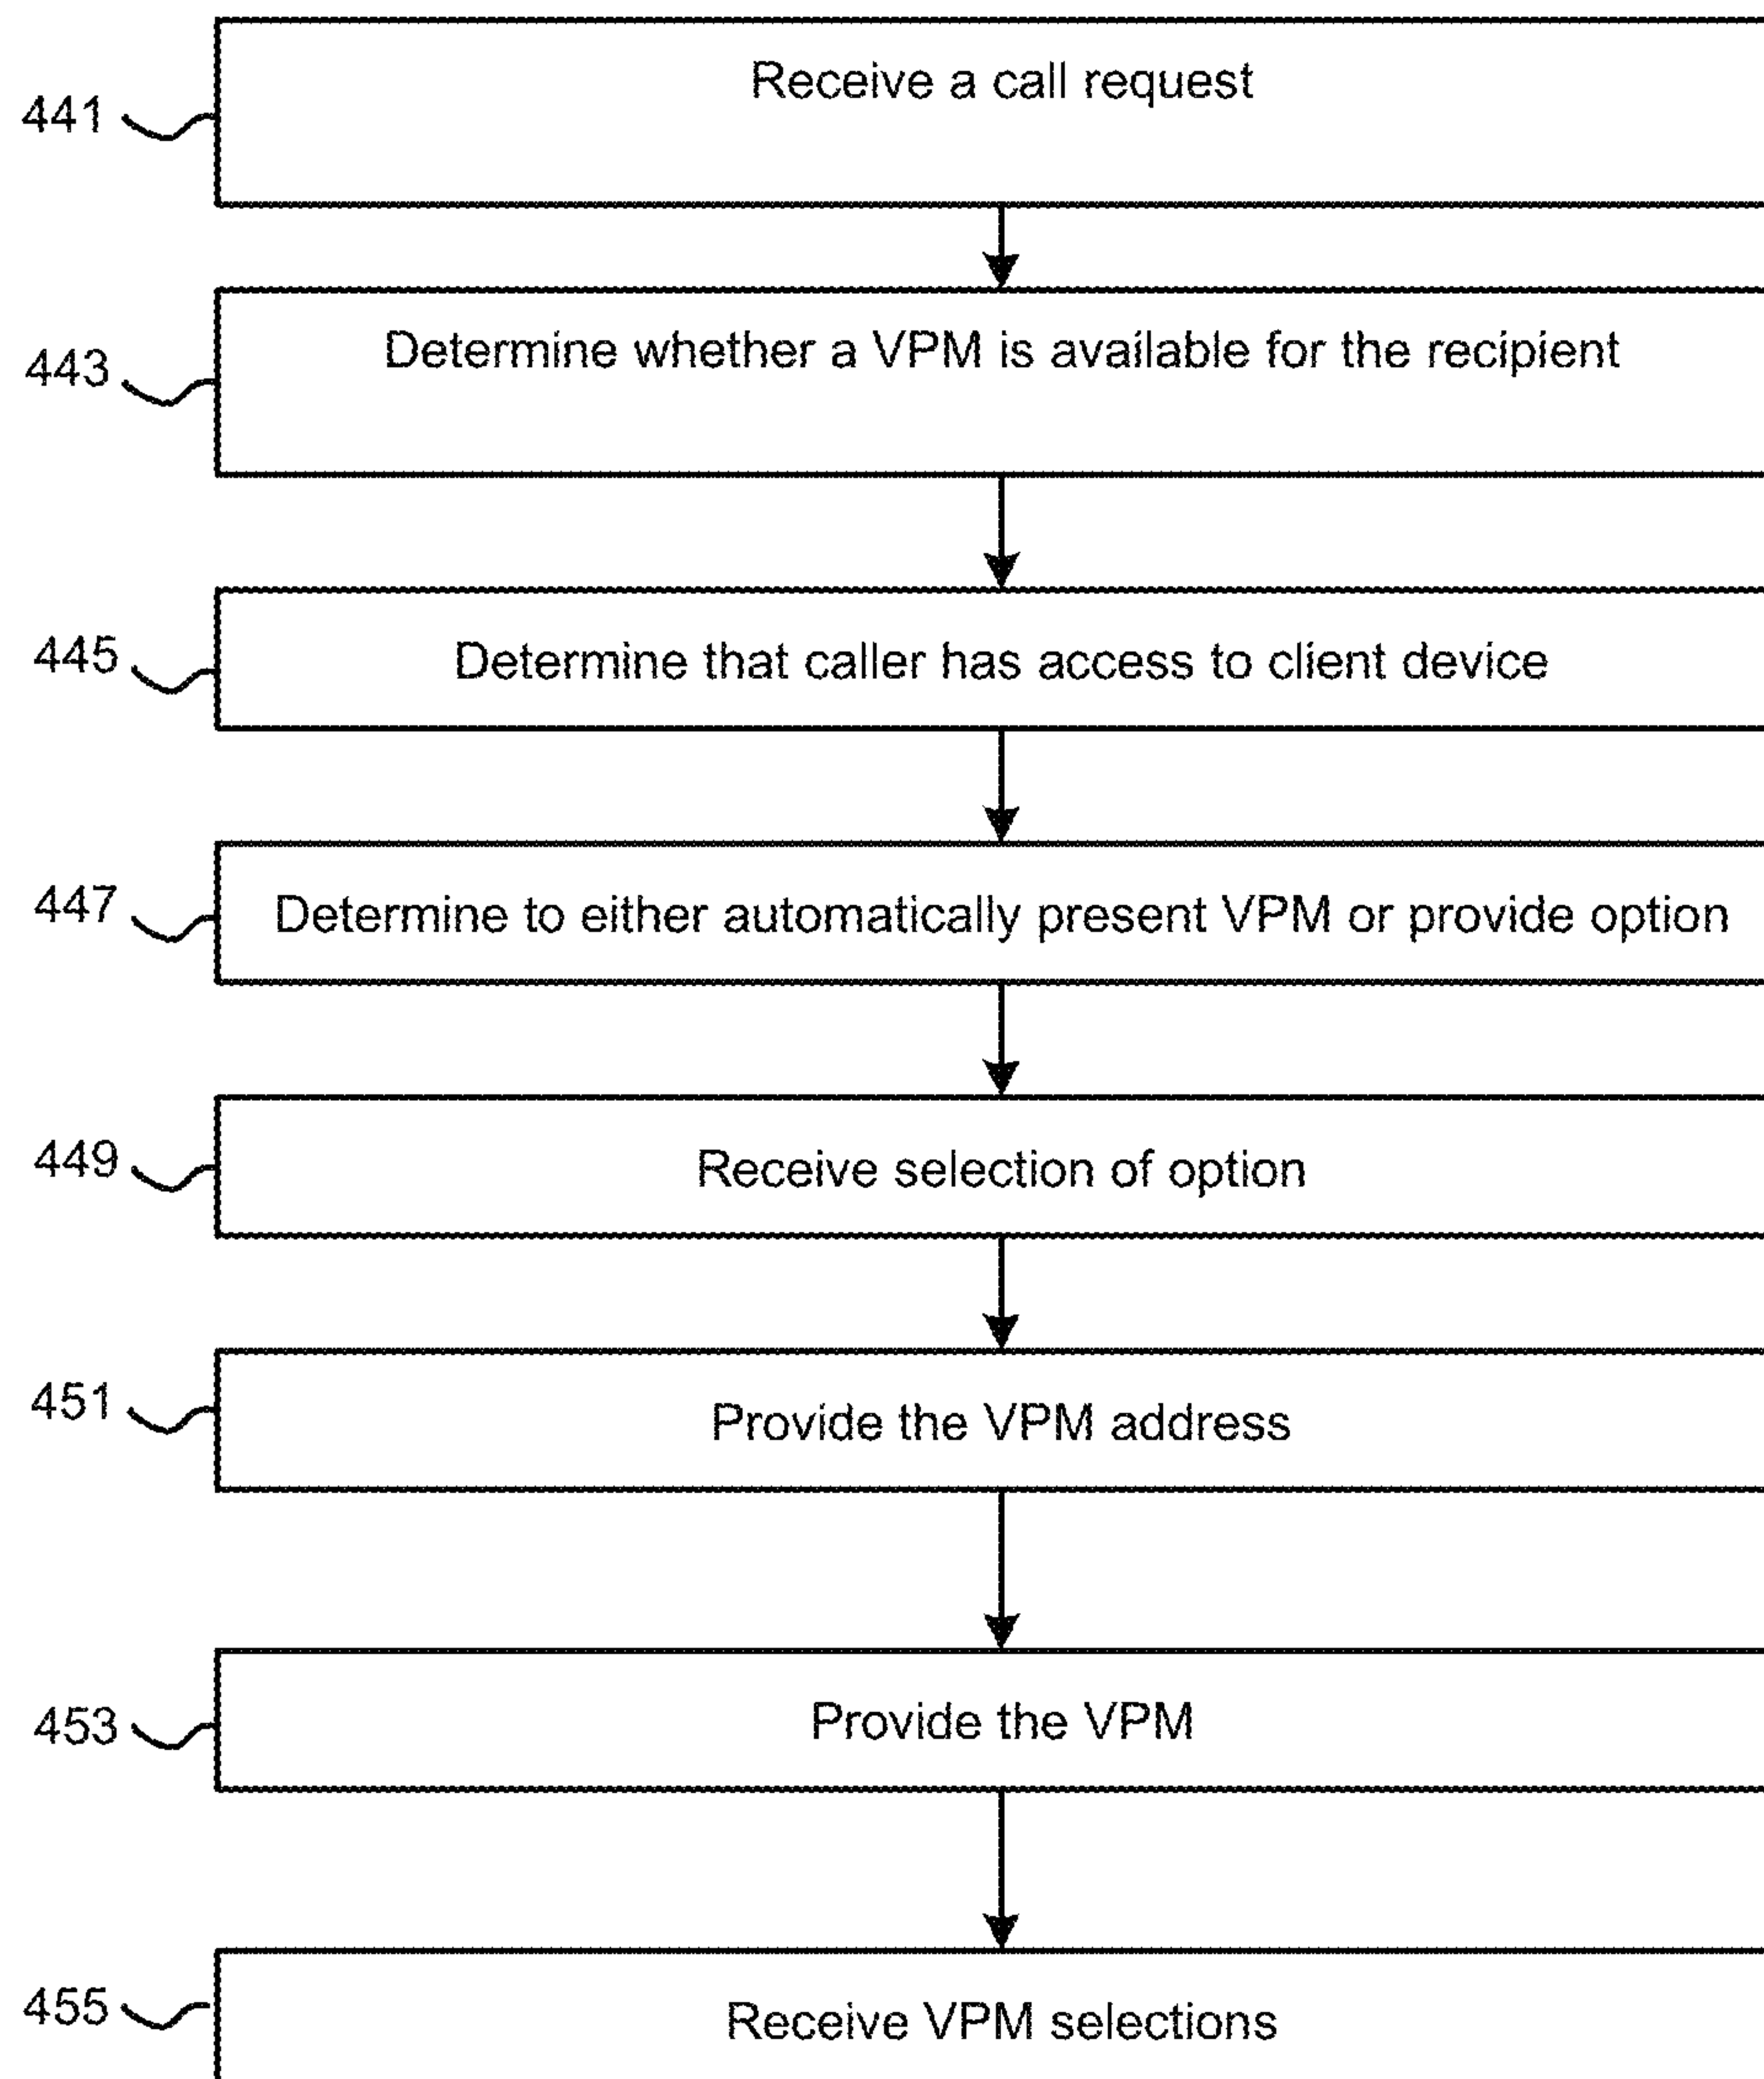 Receive a call request
441
Determine whether a VPM is available for the recipient
443
Determine that caller has access to client device
445
Determine to either automatically present VPM or provide option
447
Receive selection of option
449
Provide the VPM address
451
Provide the VPM
453
Receive VPM selections
455